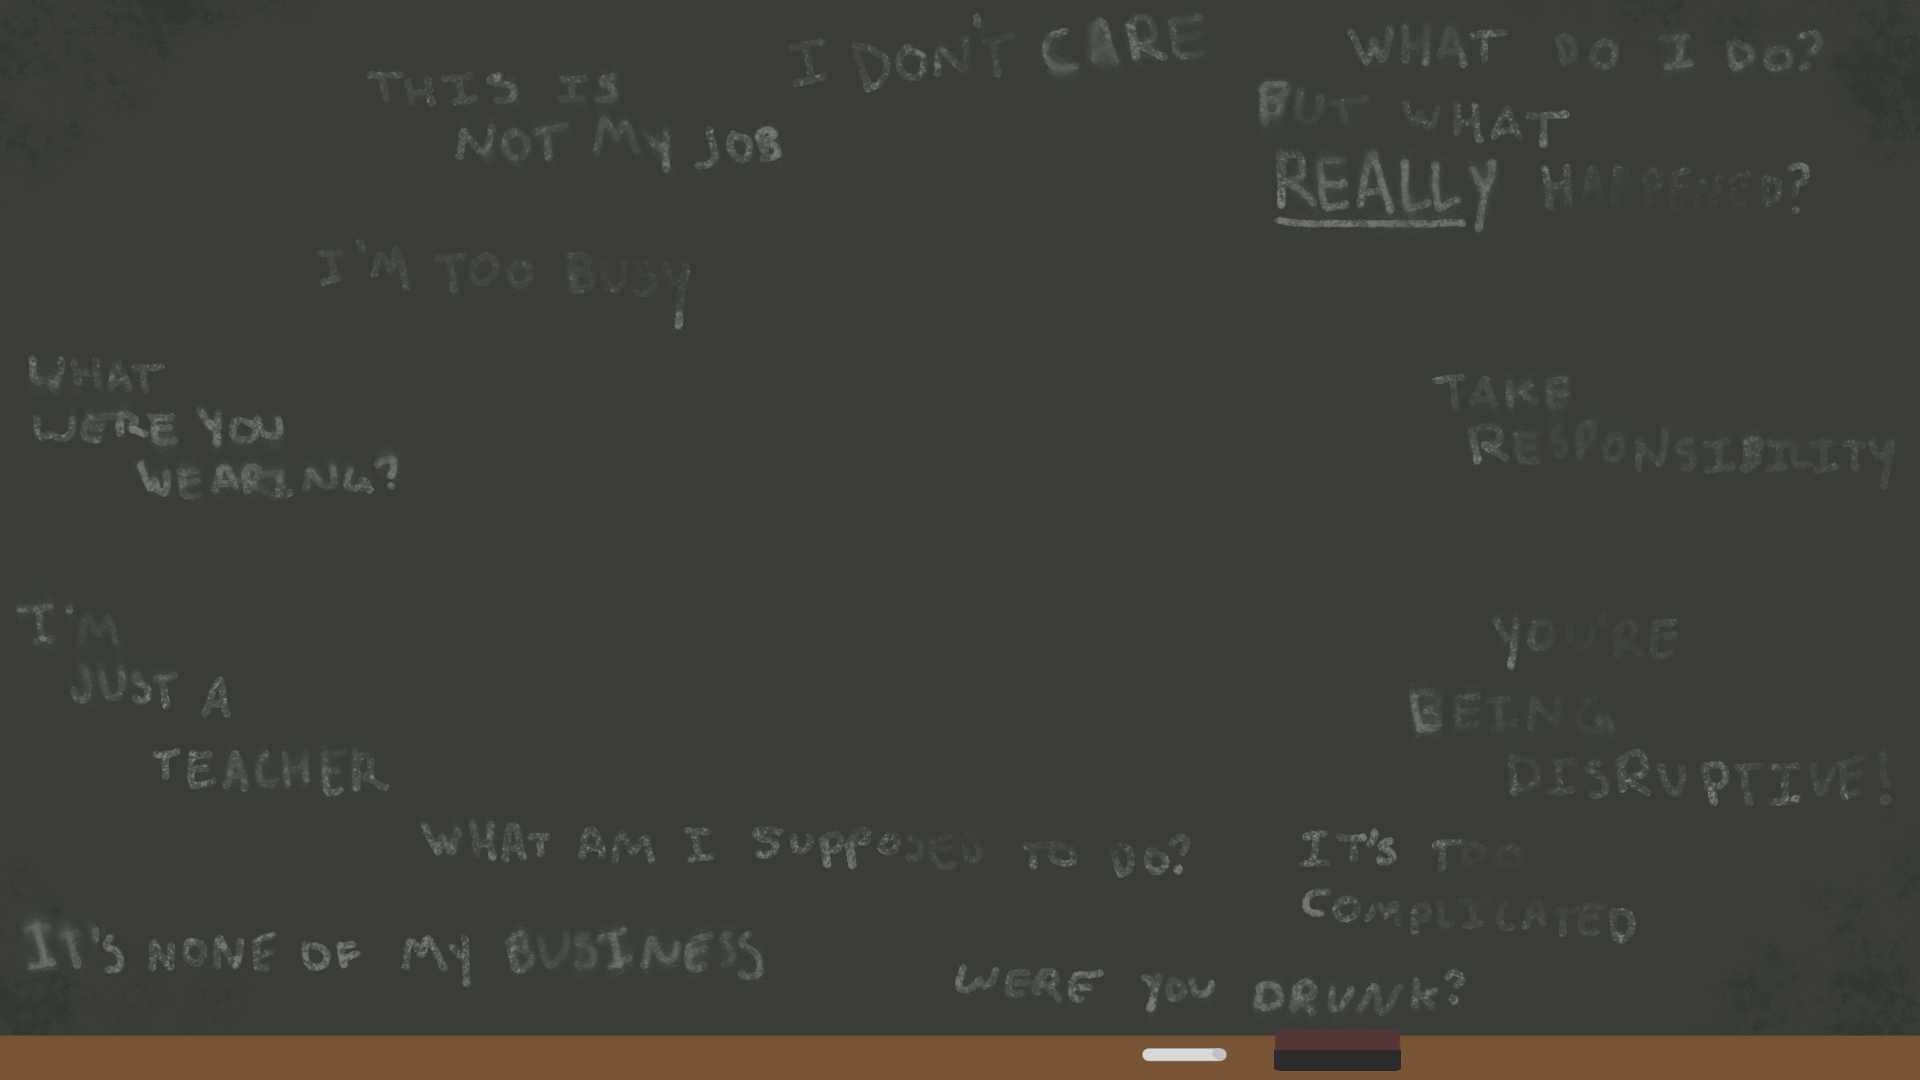 I DON'T CARE
THIS IS
NOT MY JOB
WHAT DO I DO?
BUT WHAT
REALLY HAPPENED?
I'M TOO BUSY
WHAT
WERE YOU
WEARING?
TAKE
RESPONSIBILITY
I'M
JUST A
TEACHER
YOU'RE
BEING
DISRUPTIVE!
WHAT AM I SUPPOSED TO DO?
IT'S TOO
COMPLICATED
IT'S NONE OF MY BUSINESS
WERE YOU DRUNK?